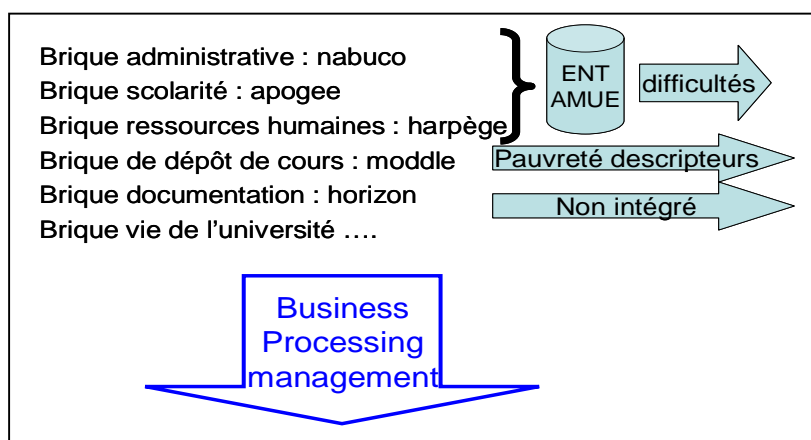 Brique administrative : nabuco
Brique scolarité : apogee
Brique ressources humaines : harpège
Brique de dépôt de cours : moddle
Brique documentation : horizon
Brique vie de l'université ....
ENT
AMUE
difficultés
Pauvreté descripteurs
Non intégré
Business
Processing
management